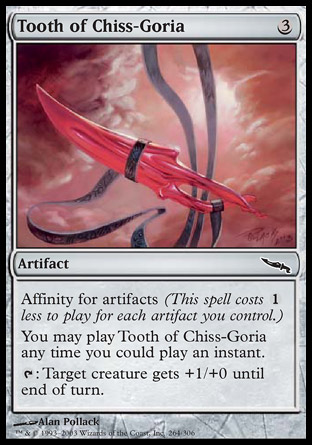 Tooth of Chiss-Goria 3
Artifact
Affinity for artifacts (This spell costs 1
less to play for each artifact you control.)
You may play Tooth of Chiss-Goria
any time you could play an instant.
: Target creature gets +1/+0 until
end of turn.
Alan Pollack
™ & © 1993–2003 Wizards of the Coast, Inc. 264/306